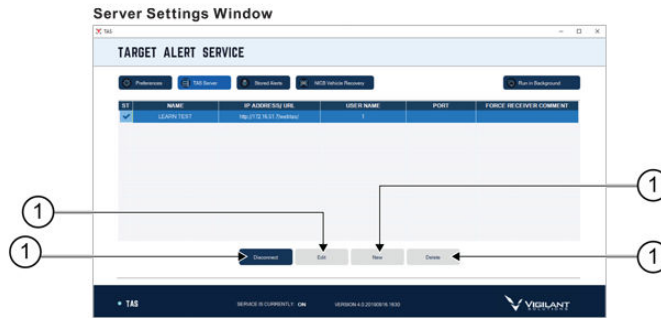 Server Settings Window
TAS
TARGET ALERT SERVICE
Preferences TAS Server Stored Alerts NICB Vehicle Recovery Run in Background
ST NAME IP ADDRESS/ URL USER NAME PORT FORCE RECEIVER COMMENT
LEARN TEST 1
1
1
1
Disconnect Edit New Delete
1
TAS SERVICE IS CURRENTLY: ON VIGILANT
SOLUTIONS